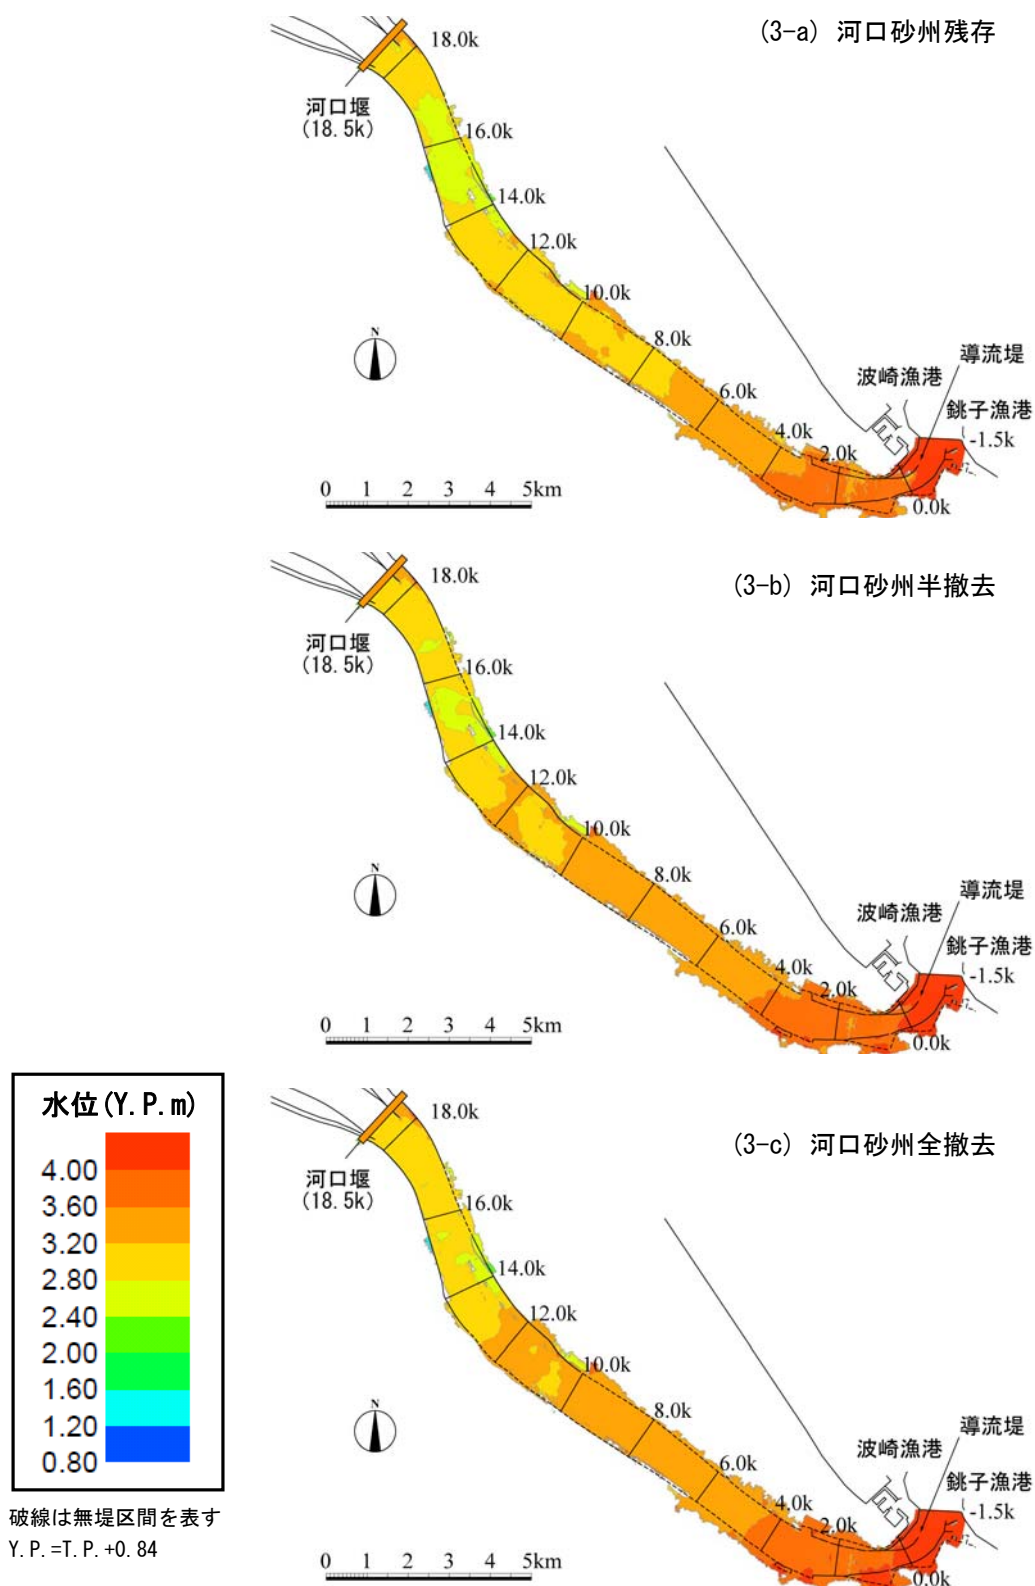 (3-a) 河口砂州残存
18.0k
河口堰
(18.5k)
16.0k
14.0k
12.0k
10.0k
8.0k
6.0k
4.0k
2.0k
0.0k
-1.5k
波崎漁港
導流堤
銚子漁港
N
0 1 2 3 4 5km
(3-b) 河口砂州半撤去
18.0k
河口堰
(18.5k)
16.0k
14.0k
12.0k
10.0k
8.0k
6.0k
4.0k
2.0k
0.0k
-1.5k
波崎漁港
導流堤
銚子漁港
N
0 1 2 3 4 5km
(3-c) 河口砂州全撤去
18.0k
河口堰
(18.5k)
16.0k
14.0k
12.0k
10.0k
8.0k
6.0k
4.0k
2.0k
0.0k
-1.5k
波崎漁港
導流堤
銚子漁港
N
0 1 2 3 4 5km
水位(Y.P.m)
4.00
3.60
3.20
2.80
2.40
2.00
1.60
1.20
0.80
破線は無堤区間を表す
Y.P.=T.P.+0.84